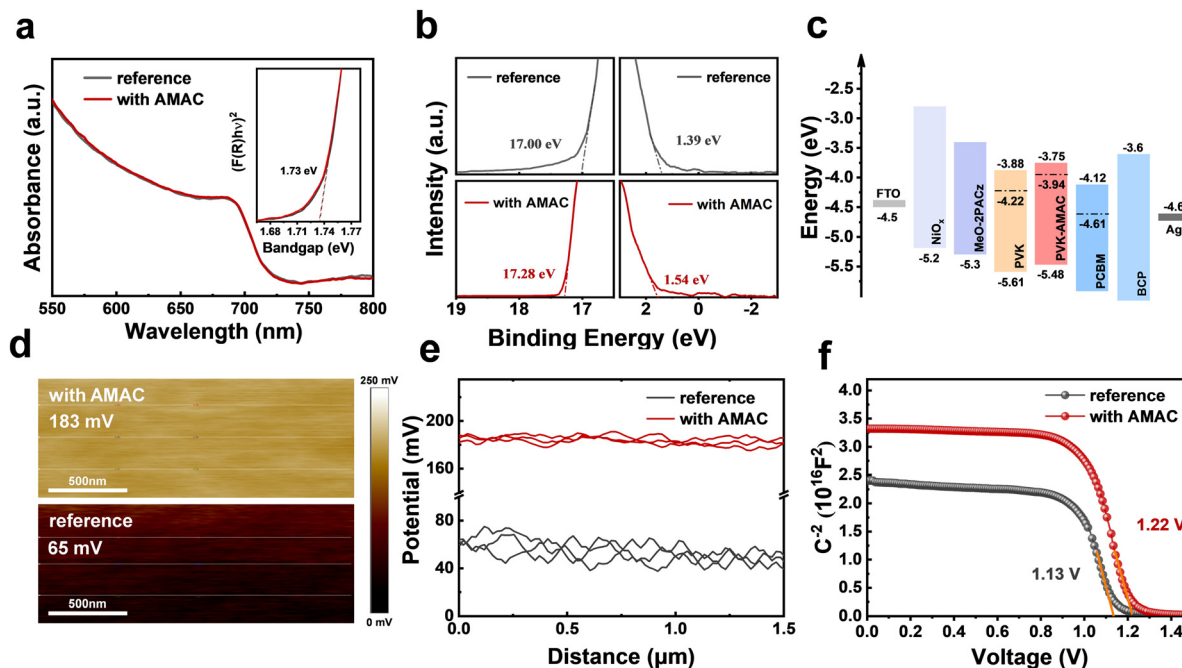 a
reference
with AMAC
(F(R)hν)²
1.73 eV
1.68 1.71 1.74 1.77
Bandgap (eV)
Absorbance (a.u.)
550 600 650 700 750 800
Wavelength (nm)
b
reference
17.00 eV
reference
1.39 eV
with AMAC
17.28 eV
with AMAC
1.54 eV
Intensity (a.u.)
19 18 17 2 0 -2
Binding Energy (eV)
c
Energy (eV)
-2.5
-3.0
-3.5
-4.0
-4.5
-5.0
-5.5
FTO
-4.5
NiOₓ
-5.2
MeO-2PACz
-5.3
-3.88
-4.22
PVK
-5.61
-3.75
-3.94
PVK-AMAC
-5.48
-4.12
-4.61
PCBM
-3.6
BCP
-4.6
Ag
d
with AMAC
183 mV
500nm
reference
65 mV
500nm
250 mV
0 mV
e
reference
with AMAC
Potential (mV)
200
180
160
80
60
40
0.0 0.5 1.0 1.5
Distance (μm)
f
reference
with AMAC
C⁻² (10¹⁶F²)
4.0
3.5
3.0
2.5
2.0
1.5
1.0
0.5
0.0
1.22 V
1.13 V
0.0 0.2 0.4 0.6 0.8 1.0 1.2 1.4
Voltage (V)